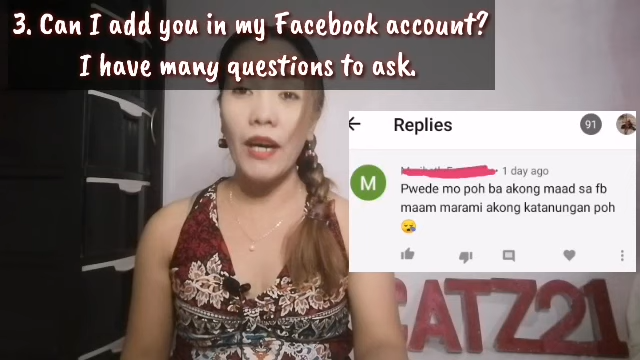 3. Can I add you in my Facebook account?
I have many questions to ask.
Replies
91
M
1 day ago
Pwede mo poh ba akong maad sa fb
maam marami akong katanungan poh
CATZ21